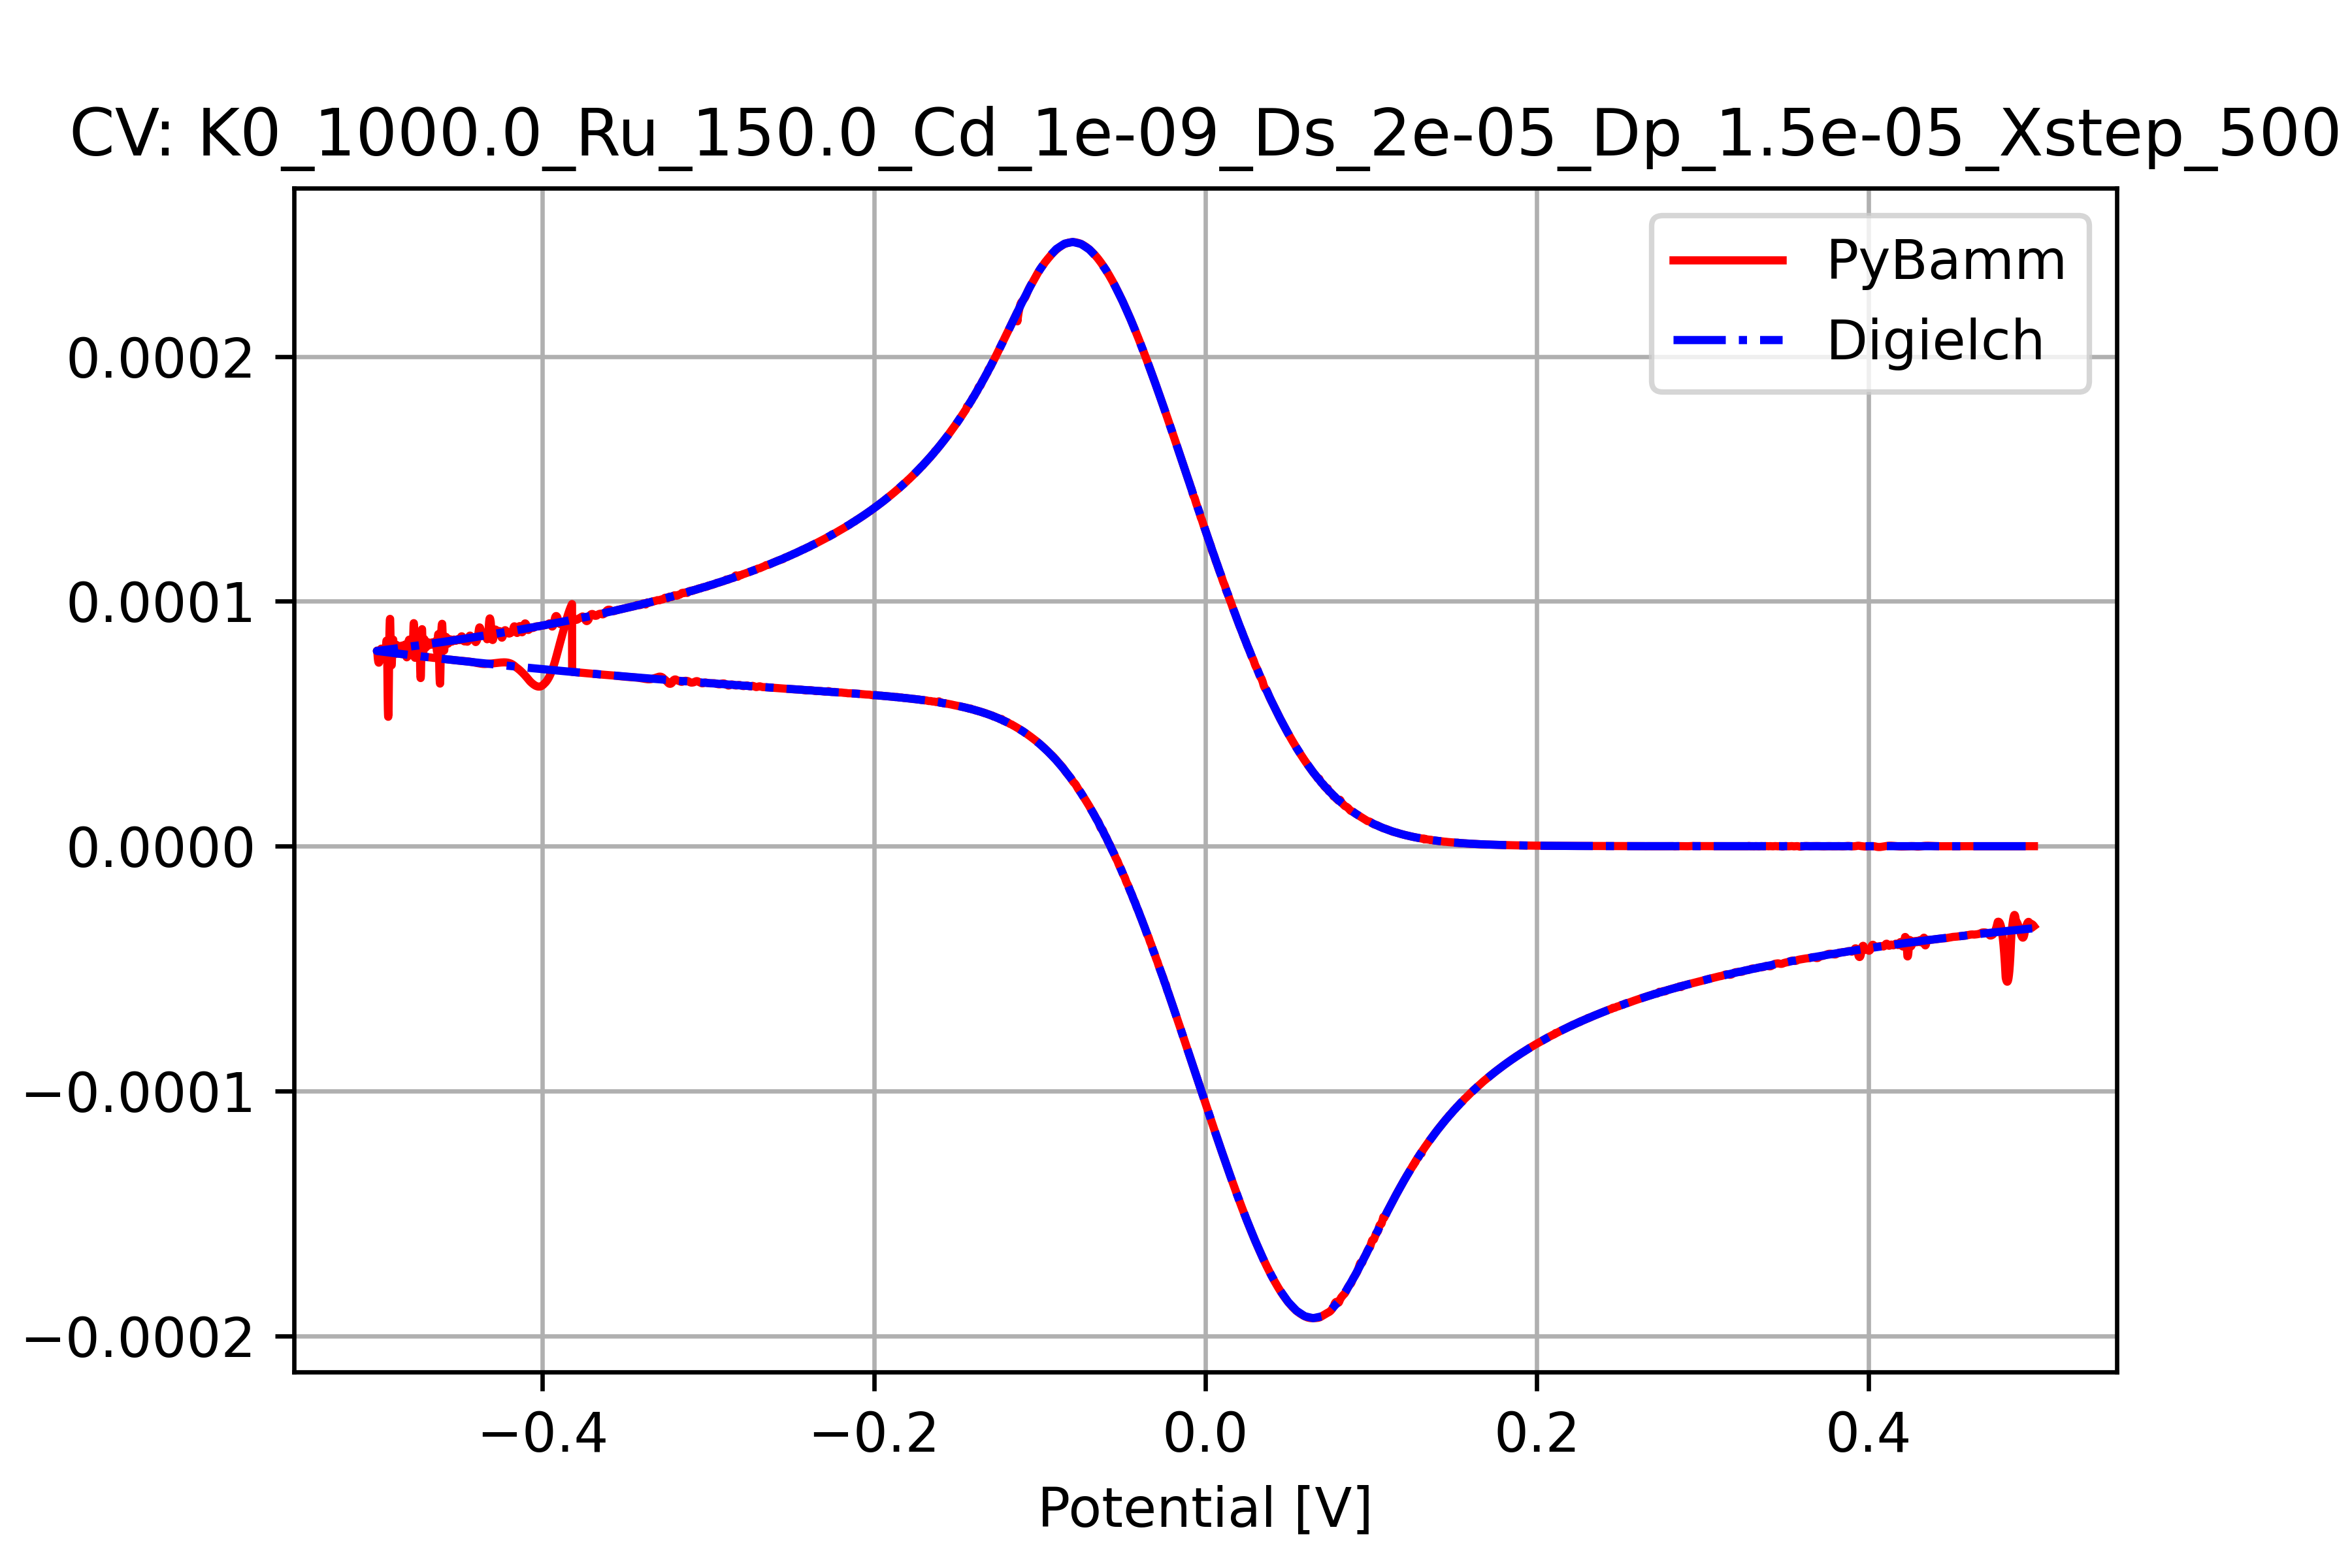 CV: K0_1000.0_Ru_150.0_Cd_1e-09_Ds_2e-05_Dp_1.5e-05_Xstep_500
PyBamm
Digielch
0.0002
0.0001
0.0000
−0.0001
−0.0002
−0.4 −0.2 0.0 0.2 0.4
Potential [V]